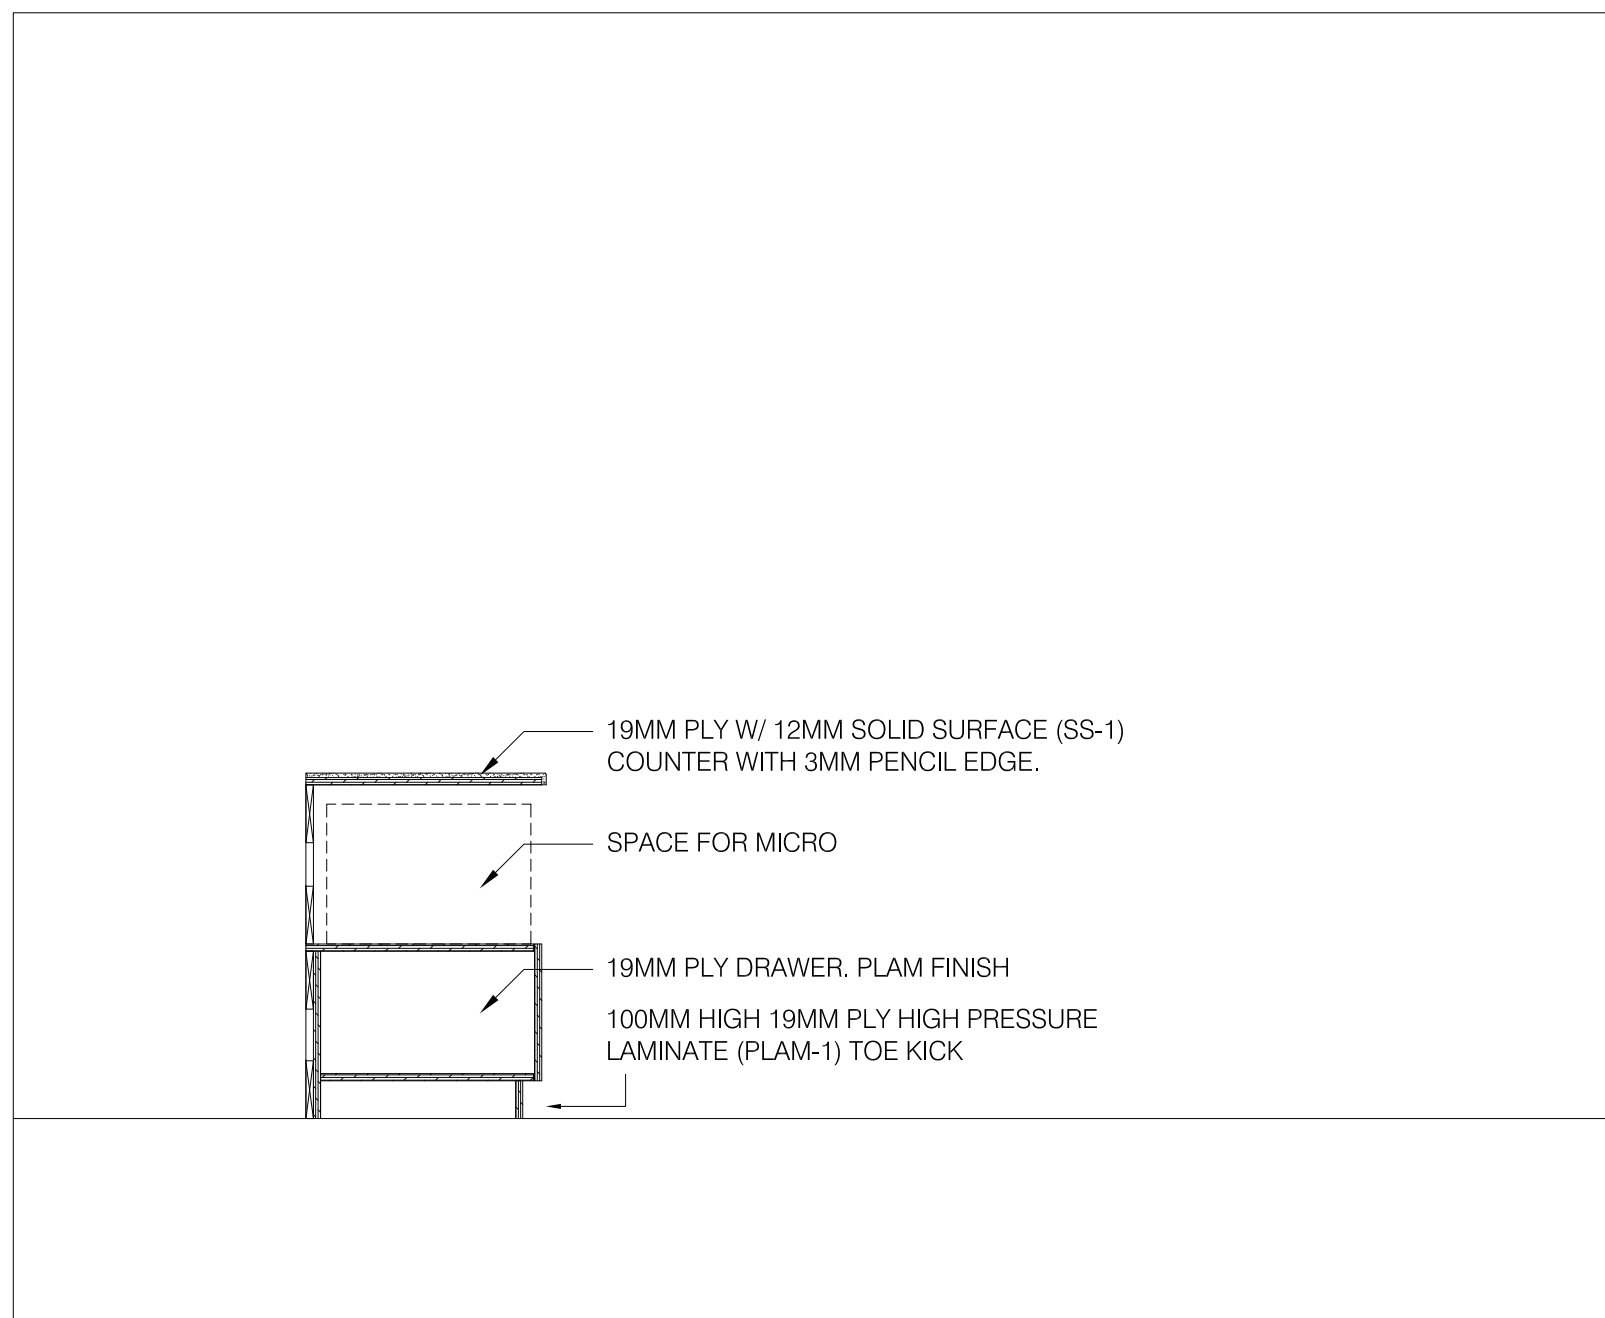 19MM PLY W/ 12MM SOLID SURFACE (SS-1)
COUNTER WITH 3MM PENCIL EDGE.
SPACE FOR MICRO
19MM PLY DRAWER. PLAM FINISH
100MM HIGH 19MM PLY HIGH PRESSURE
LAMINATE (PLAM-1) TOE KICK